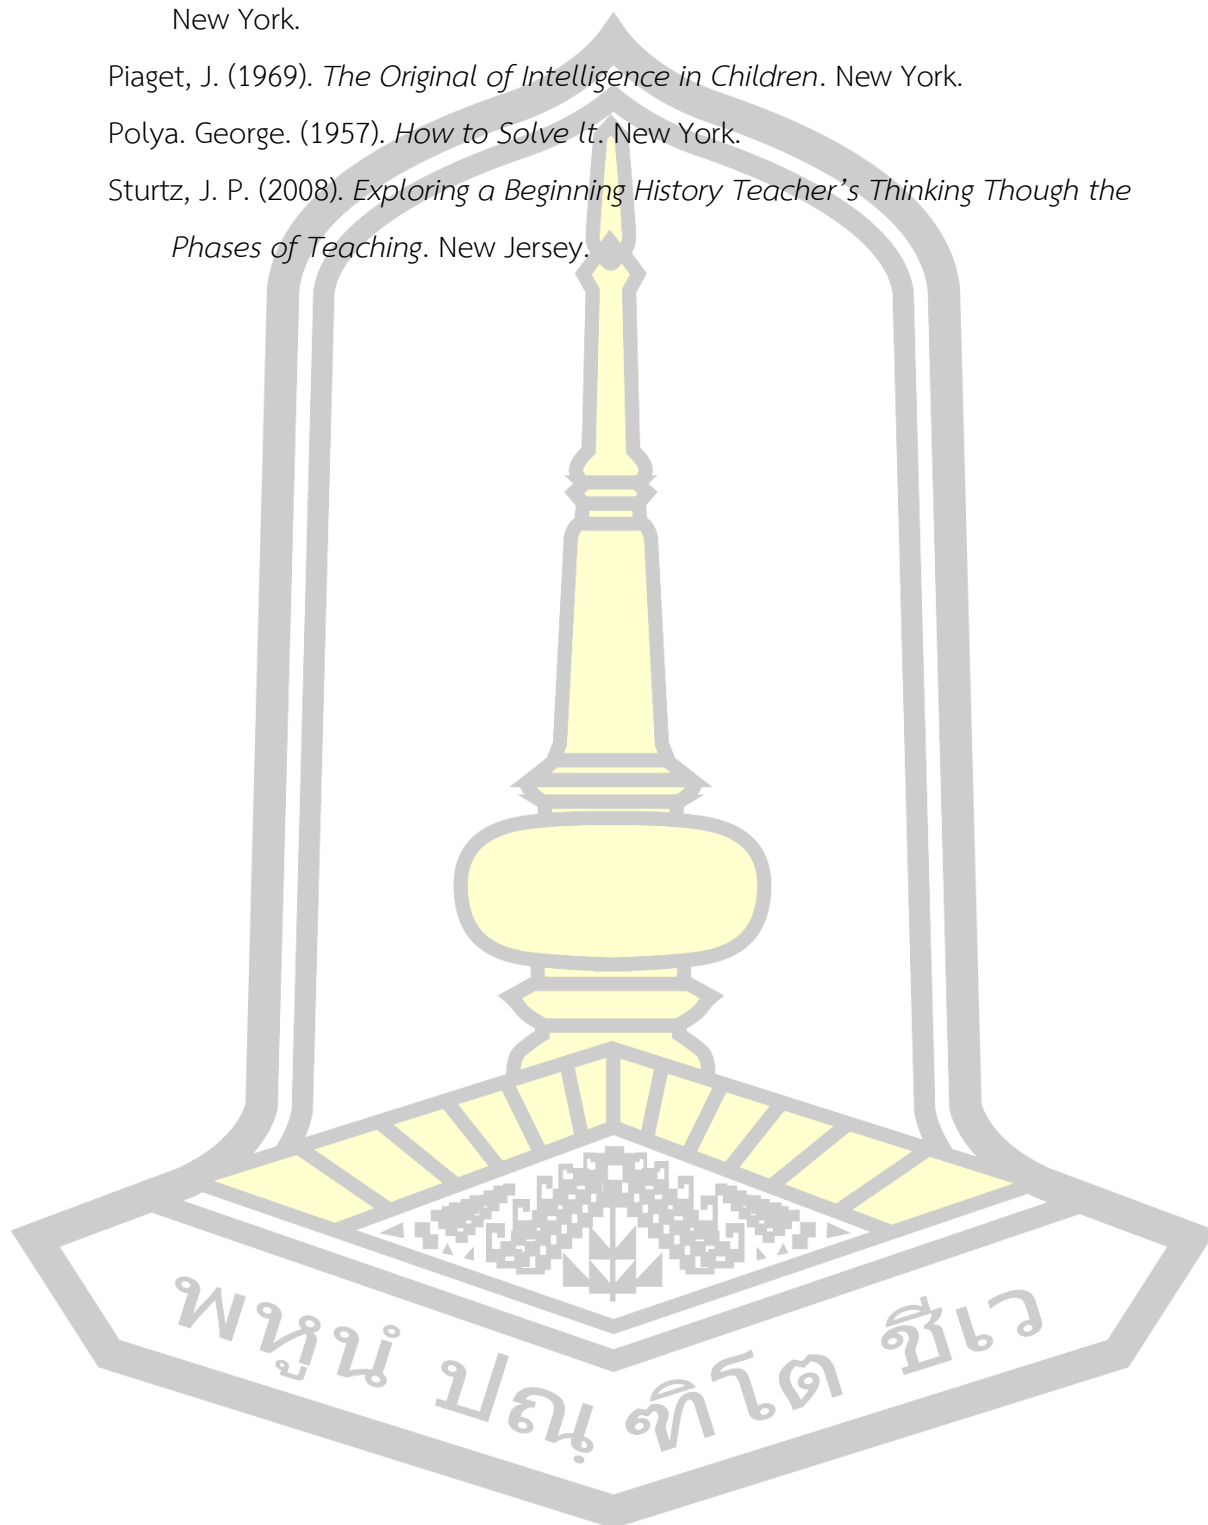 New York.
Piaget, J. (1969). The Original of Intelligence in Children. New York.
Polya. George. (1957). How to Solve lt. New York.
Sturtz, J. P. (2008). Exploring a Beginning History Teacher’s Thinking Though the
Phases of Teaching. New Jersey.
พหูนํ ปณฺฑิโต ชีเว